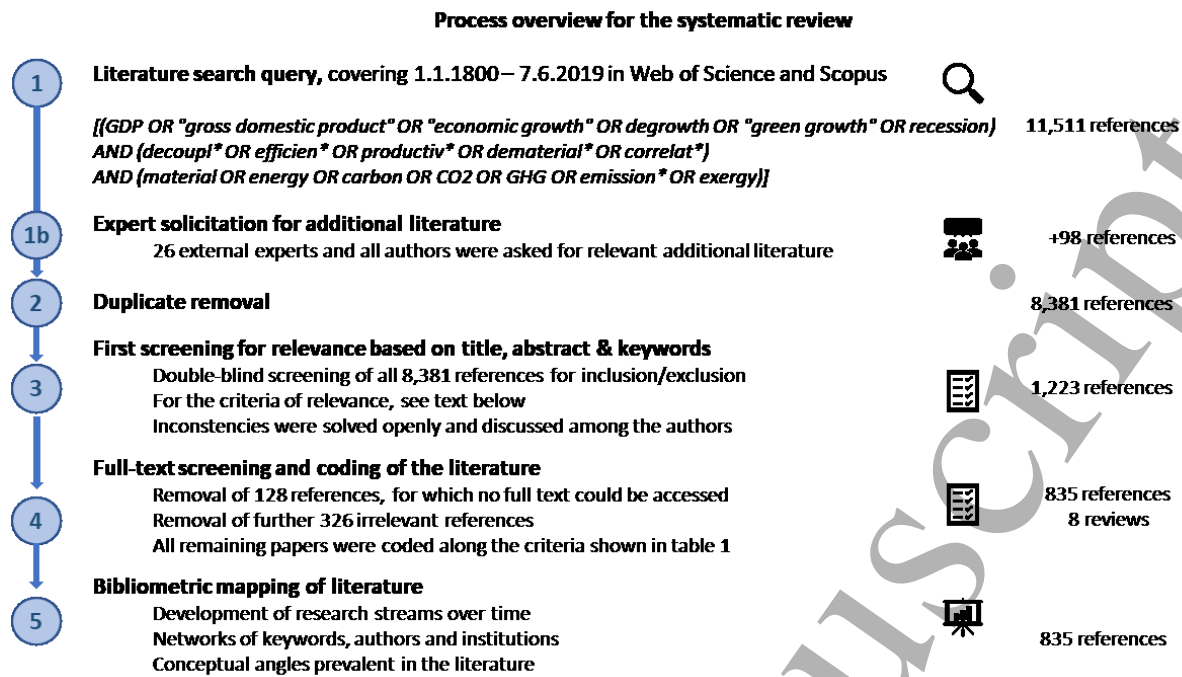 Process overview for the systematic review
1 Literature search query, covering 1.1.1800 – 7.6.2019 in Web of Science and Scopus
[(GDP OR "gross domestic product" OR "economic growth" OR degrowth OR "green growth" OR recession) 11,511 references
AND (decoupl* OR efficien* OR productiv* OR dematerial* OR correlat*)
AND (material OR energy OR carbon OR CO2 OR GHG OR emission* OR exergy)]
1b Expert solicitation for additional literature
26 external experts and all authors were asked for relevant additional literature +98 references
2 Duplicate removal 8,381 references
First screening for relevance based on title, abstract & keywords
3 Double-blind screening of all 8,381 references for inclusion/exclusion 1,223 references
For the criteria of relevance, see text below
Inconstencies were solved openly and discussed among the authors
Full-text screening and coding of the literature
Removal of 128 references, for which no full text could be accessed 835 references
4 Removal of further 326 irrelevant references 8 reviews
All remaining papers were coded along the criteria shown in table 1
Bibliometric mapping of literature
5 Development of research streams over time
Networks of keywords, authors and institutions 835 references
Conceptual angles prevalent in the literature
uscript